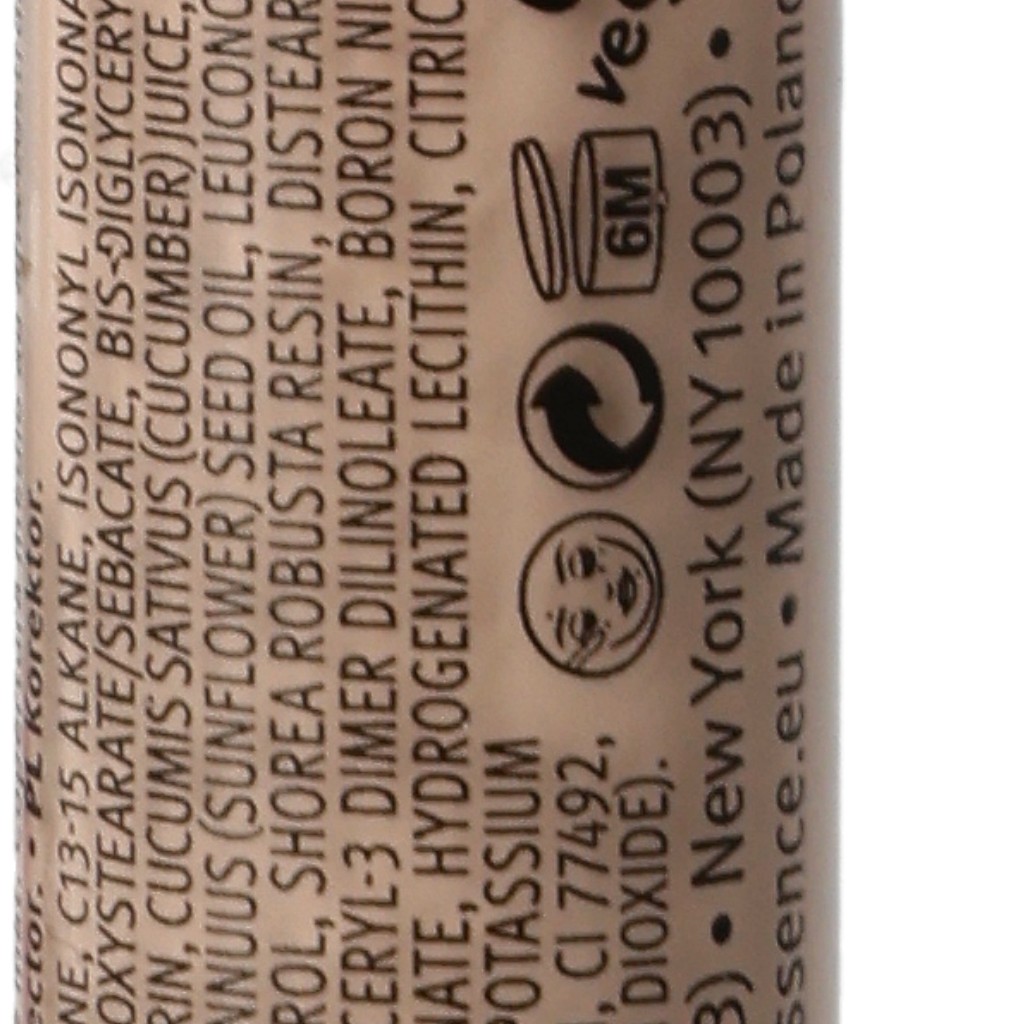 ector. • PL Korektor.
NE, C13-15 ALKANE, ISONONYL ISONONA
OXYSTEARATE/SEBACATE, BIS-DIGLYCERY
RIN, CUCUMIS SATIVUS (CUCUMBER) JUICE,
NNUUS (SUNFLOWER) SEED OIL, LEUCONO
ROL, SHOREA ROBUSTA RESIN, DISTEAR
CERYL-3 DIMER DILINOLEATE, BORON NI
NATE, HYDROGENATED LECITHIN, CITRIC
POTASSIUM
, CI 77492,
DIOXIDE).
6M
veg
3) • New York (NY 10003) •
ssence.eu • Made in Poland